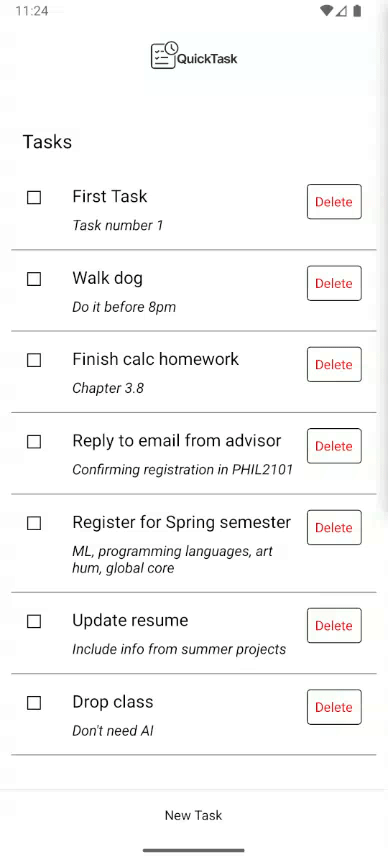 11:24
QuickTask
Tasks
First Task
Delete
Task number 1
Walk dog
Delete
Do it before 8pm
Finish calc homework
Delete
Chapter 3.8
Reply to email from advisor
Delete
Confirming registration in PHIL2101
Register for Spring semester
Delete
ML, programming languages, art
hum, global core
Update resume
Delete
Include info from summer projects
Drop class
Delete
Don't need AI
New Task